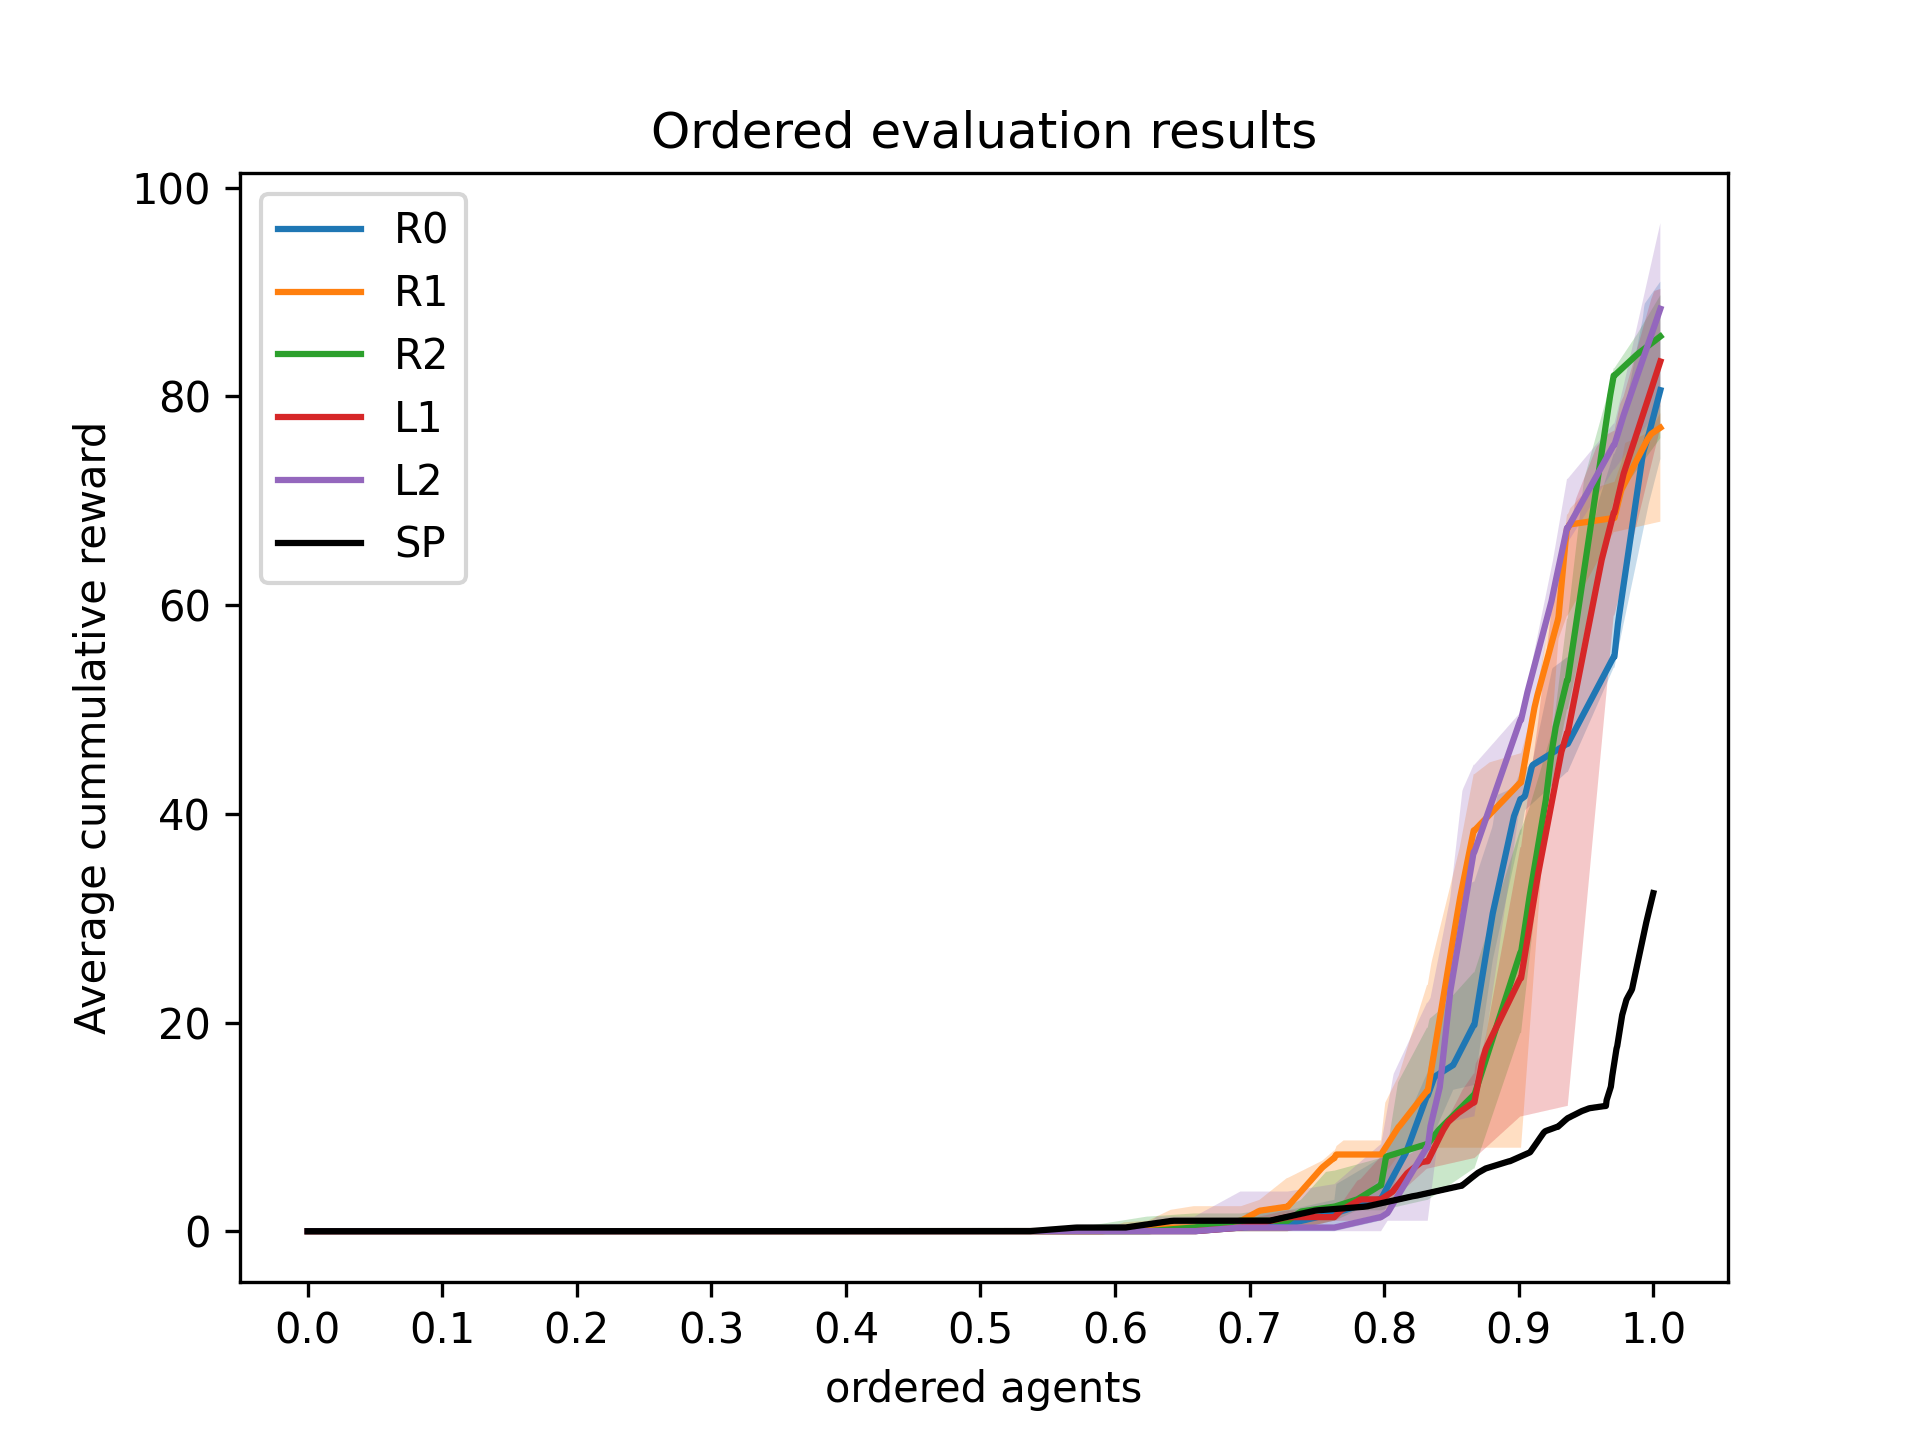 Ordered evaluation results
100
80
60
40
20
0
Average cummulative reward
R0
R1
R2
L1
L2
SP
0.0 0.1 0.2 0.3 0.4 0.5 0.6 0.7 0.8 0.9 1.0
ordered agents